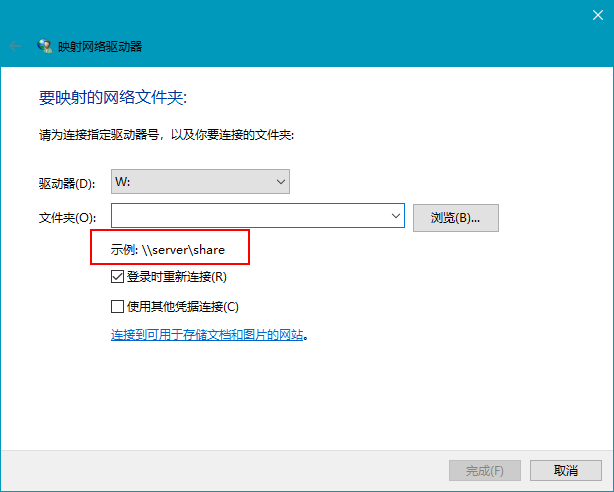 映射网络驱动器
要映射的网络文件夹:
请为连接指定驱动器号，以及你要连接的文件夹:
驱动器(D): W:
文件夹(O): 浏览(B)...
示例: \\server\share
登录时重新连接(R)
使用其他凭据连接(C)
连接到可用于存储文档和图片的网站。
完成(F) 取消